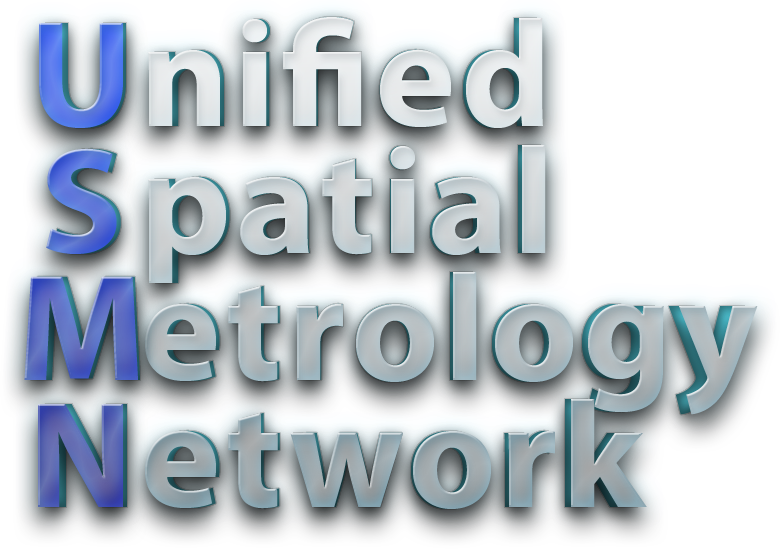 Unified
Spatial
Metrology
Network